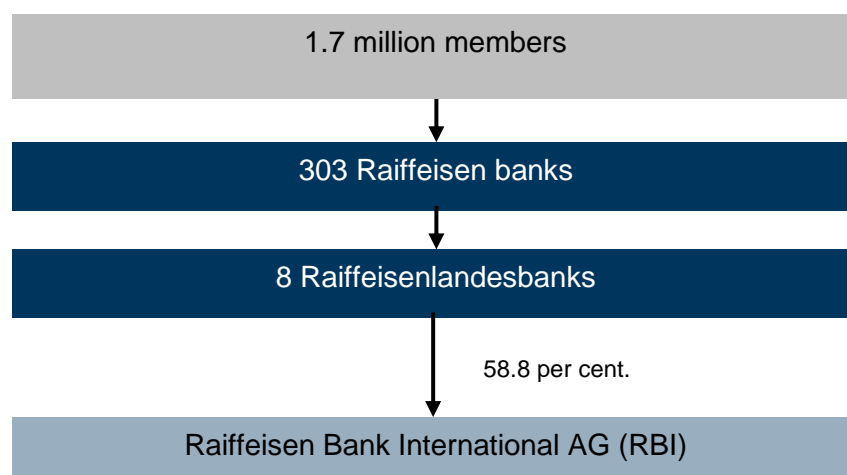 1.7 million members
303 Raiffeisen banks
8 Raiffeisenlandesbanks
58.8 per cent.
Raiffeisen Bank International AG (RBI)